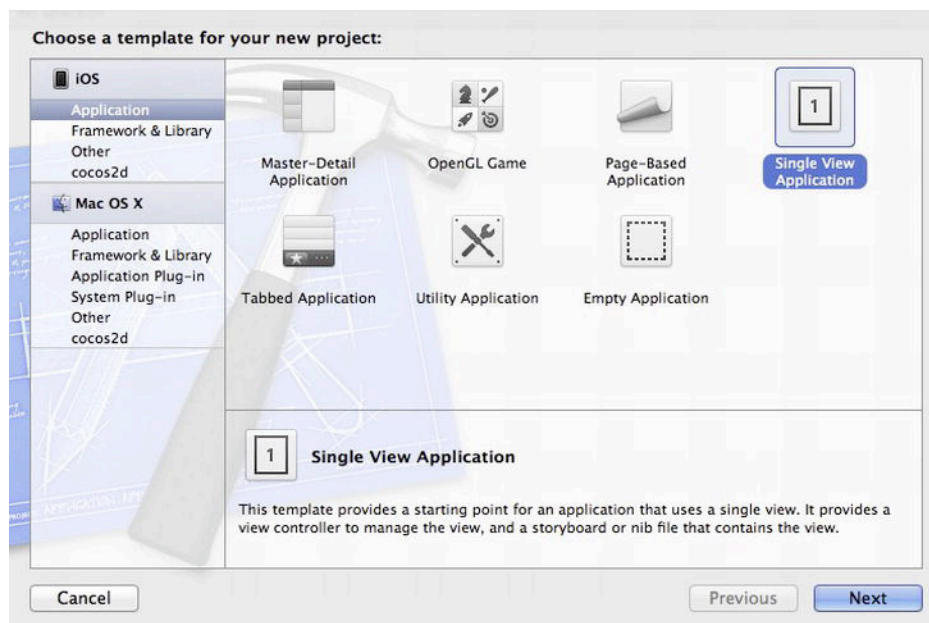 Choose a template for your new project:
iOS
Application
Framework & Library
Other
cocos2d
Mac OS X
Application
Framework & Library
Application Plug-in
System Plug-in
Other
cocos2d
Master-Detail
Application
OpenGL Game
Page-Based
Application
1
Single View
Application
Tabbed Application
Utility Application
Empty Application
1
Single View Application
This template provides a starting point for an application that uses a single view. It provides a
view controller to manage the view, and a storyboard or nib file that contains the view.
Cancel
Previous
Next